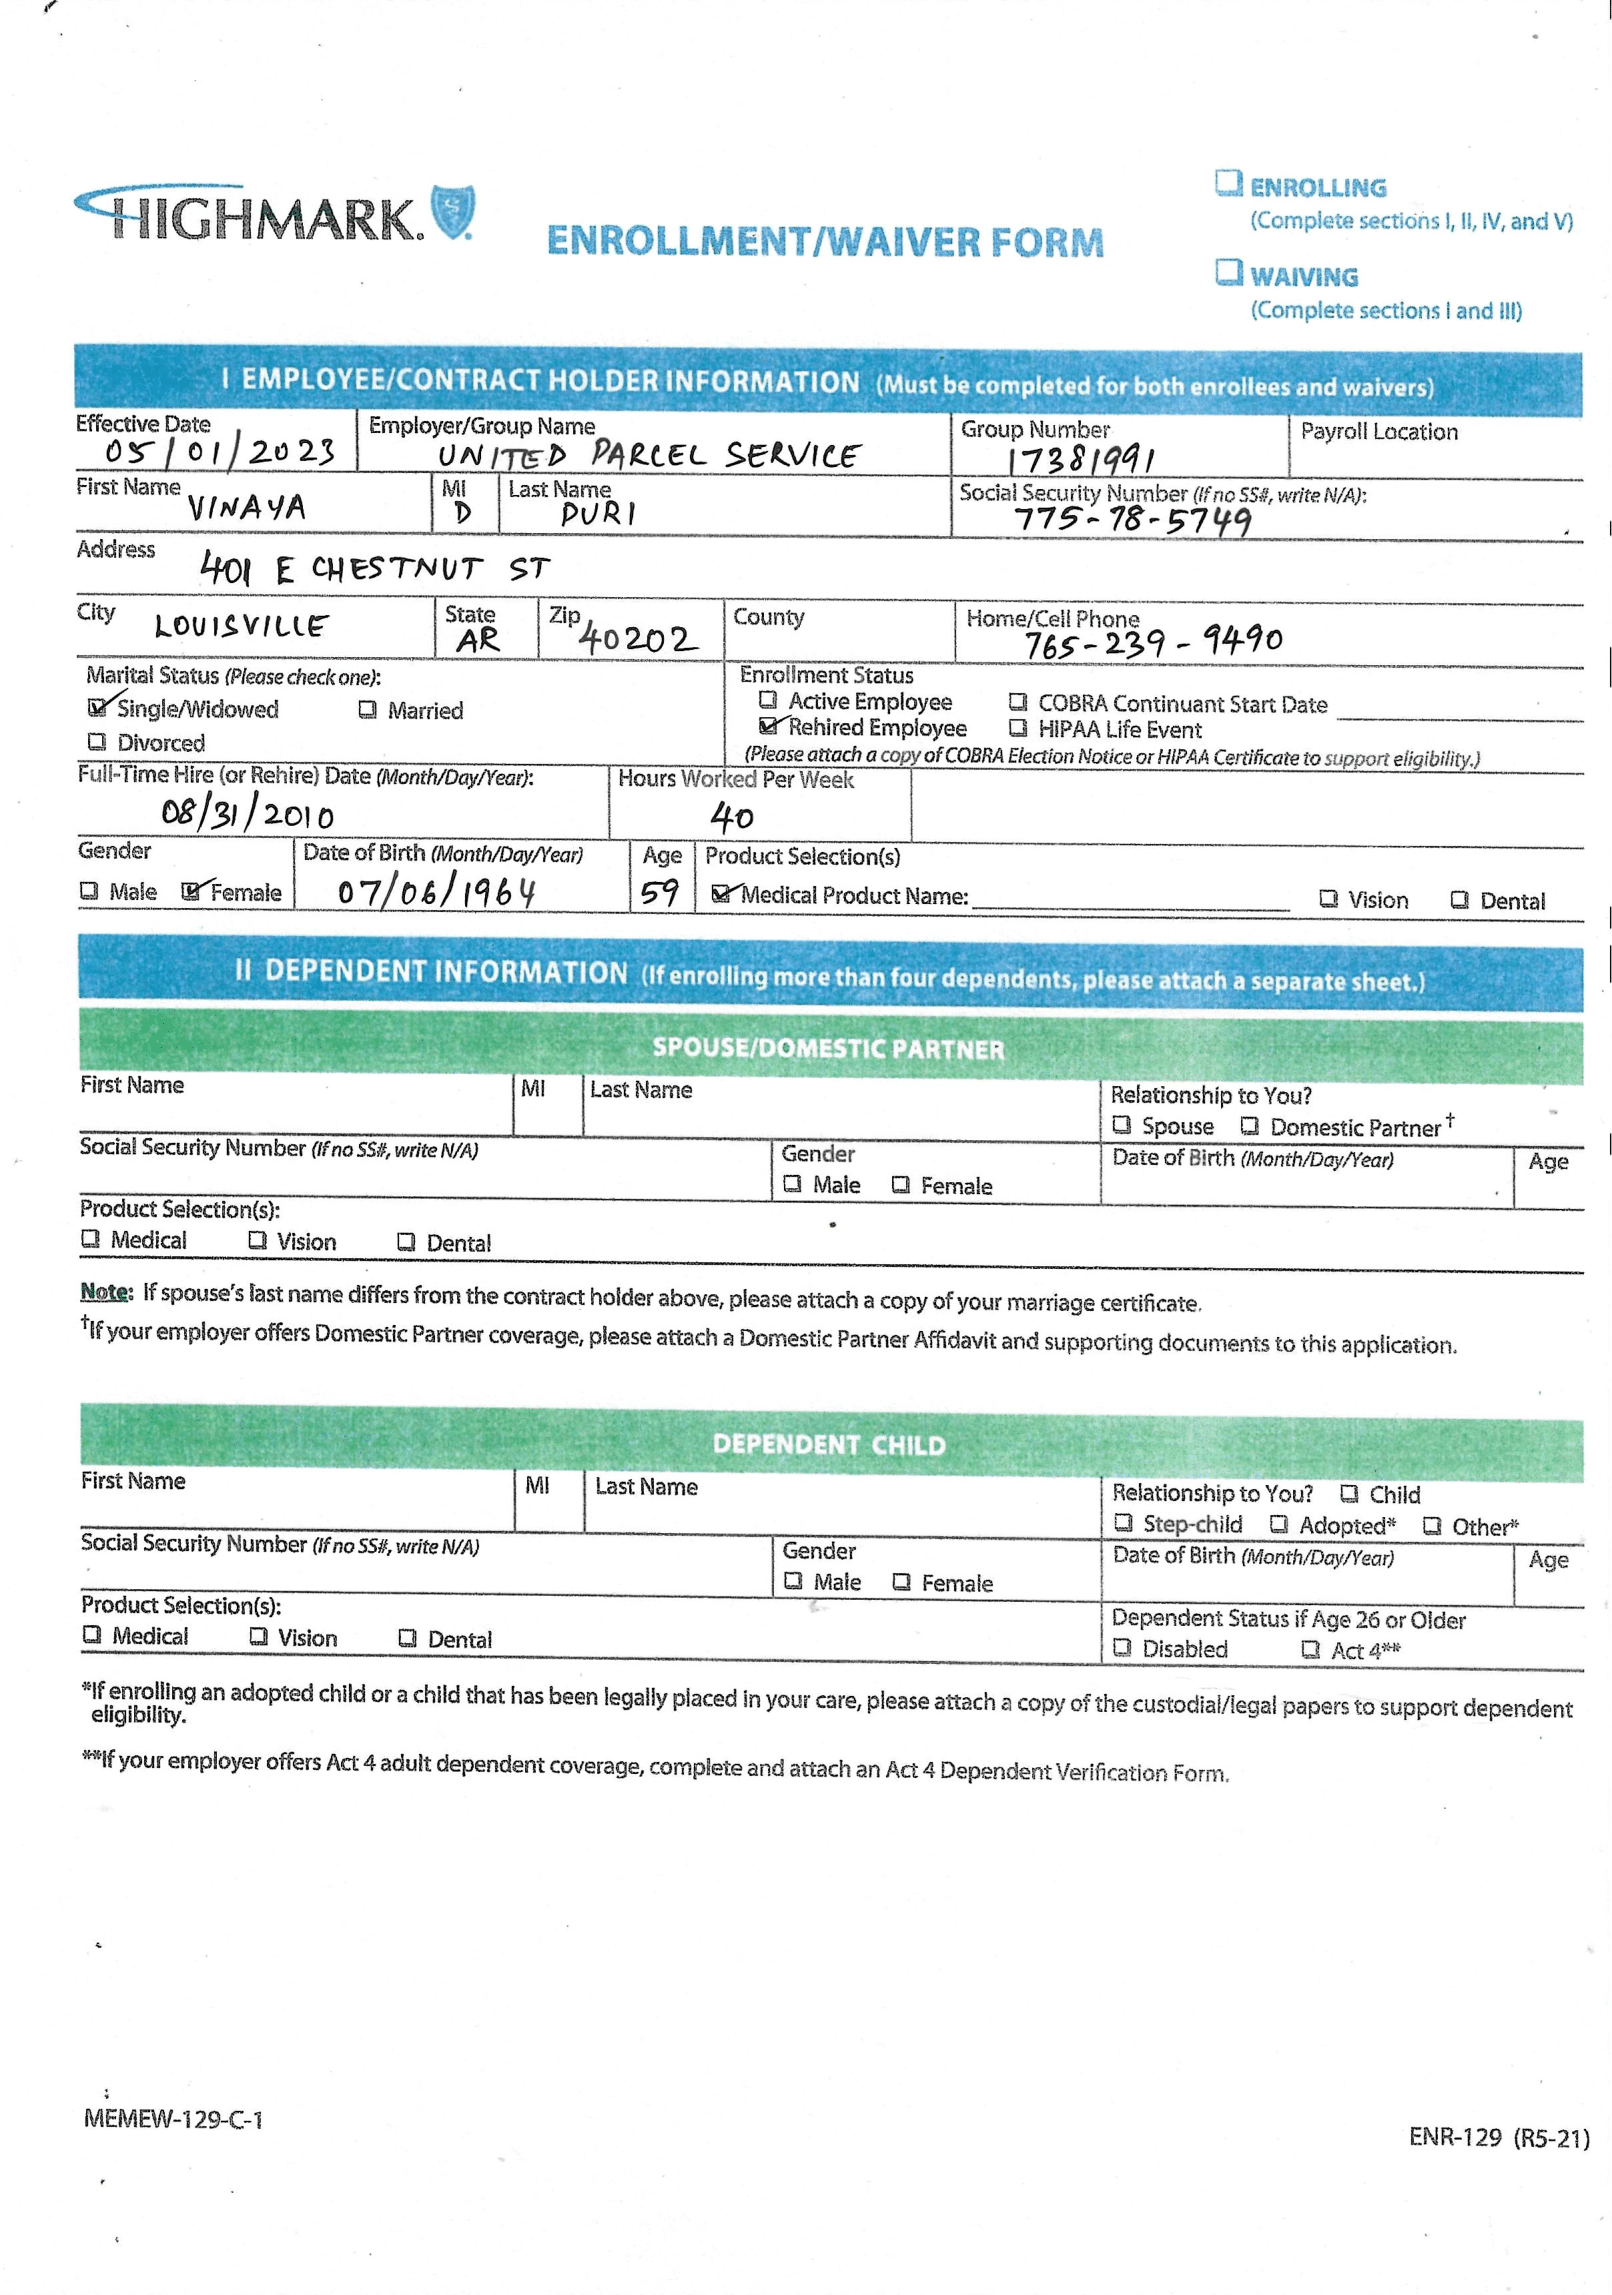 HIGHMARK.
ENROLLMENT/WAIVER FORM
ENROLLING
(Complete sections I, II, IV, and V)
WAIVING
(Complete sections I and III)
I EMPLOYEE/CONTRACT HOLDER INFORMATION (Must be completed for both enrollees and waivers)
Effective Date Employer/Group Name Group Number Payroll Location
05/01/2023 UNITED PARCEL SERVICE 17381991
First Name MI Last Name Social Security Number (If no SS#, write N/A):
VINAYA D PURI 775-78-5749
Address
401 E CHESTNUT ST
City State Zip County Home/Cell Phone
LOUISVILLE AR 40202 765-239-9490
Marital Status (Please check one): Enrollment Status
Single/Widowed Married Active Employee COBRA Continuant Start Date
Divorced Rehired Employee HIPAA Life Event
(Please attach a copy of COBRA Election Notice or HIPAA Certificate to support eligibility.)
Full-Time Hire (or Rehire) Date (Month/Day/Year): Hours Worked Per Week
08/31/2010 40
Gender Date of Birth (Month/Day/Year) Age Product Selection(s)
Male Female 07/06/1964 59 Medical Product Name: Vision Dental
II DEPENDENT INFORMATION (If enrolling more than four dependents, please attach a separate sheet.)
SPOUSE/DOMESTIC PARTNER
First Name MI Last Name Relationship to You?
Spouse Domestic Partner†
Social Security Number (If no SS#, write N/A) Gender Date of Birth (Month/Day/Year) Age
Male Female
Product Selection(s):
Medical Vision Dental
Note: If spouse's last name differs from the contract holder above, please attach a copy of your marriage certificate.
†If your employer offers Domestic Partner coverage, please attach a Domestic Partner Affidavit and supporting documents to this application.
DEPENDENT CHILD
First Name MI Last Name Relationship to You? Child
Step-child Adopted* Other*
Social Security Number (If no SS#, write N/A) Gender Date of Birth (Month/Day/Year) Age
Male Female
Product Selection(s): Dependent Status if Age 26 or Older
Medical Vision Dental Disabled Act 4**
*If enrolling an adopted child or a child that has been legally placed in your care, please attach a copy of the custodial/legal papers to support dependent
eligibility.
**If your employer offers Act 4 adult dependent coverage, complete and attach an Act 4 Dependent Verification Form.
MEMEW-129-C-1
ENR-129 (R5-21)